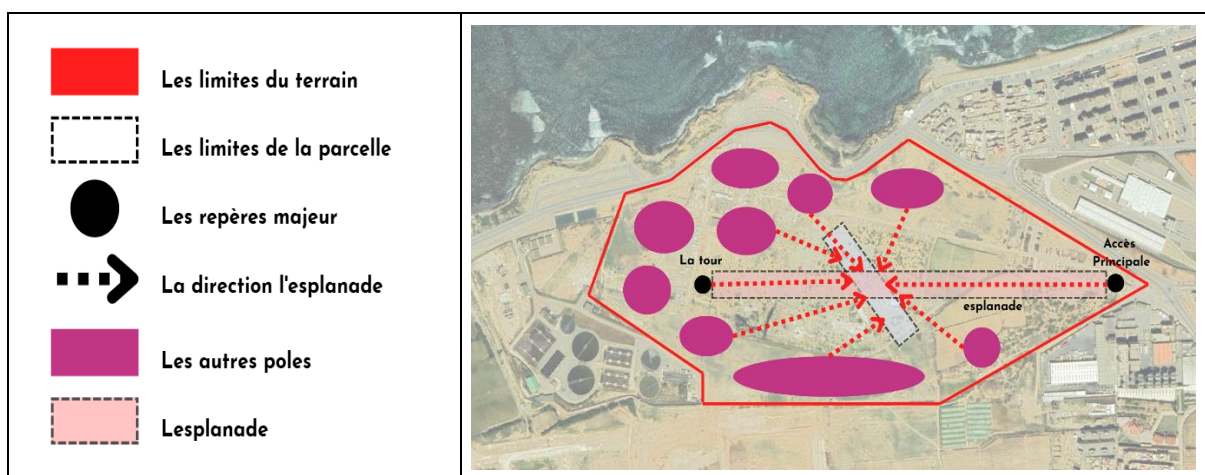 Les limites du terrain
Les limites de la parcelle
Les repères majeur
La direction l'esplanade
Les autres poles
Lesplanade
La tour
Accès
Principale
esplanade